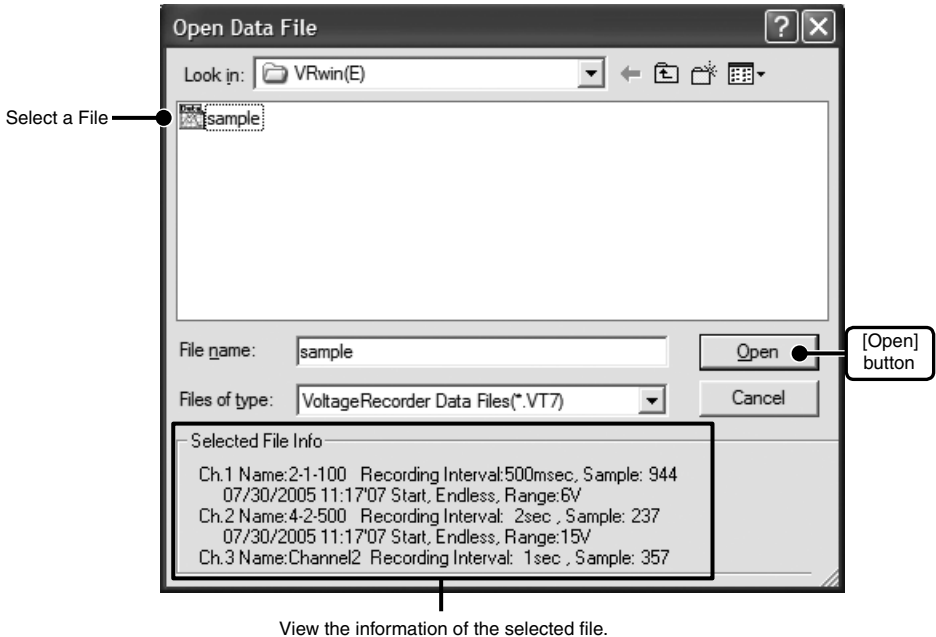 Open Data File
Look in: VRwin(E)
Select a File
Data
sample
File name: sample
Open
[Open]
button
Files of type: VoltageRecorder Data Files(*.VT7)
Cancel
Selected File Info
Ch.1 Name:2-1-100 Recording Interval:500msec, Sample: 944
07/30/2005 11:17'07 Start, Endless, Range:6V
Ch.2 Name:4-2-500 Recording Interval: 2sec , Sample: 237
07/30/2005 11:17'07 Start, Endless, Range:15V
Ch.3 Name:Channel2 Recording Interval: 1sec , Sample: 357
View the information of the selected file.